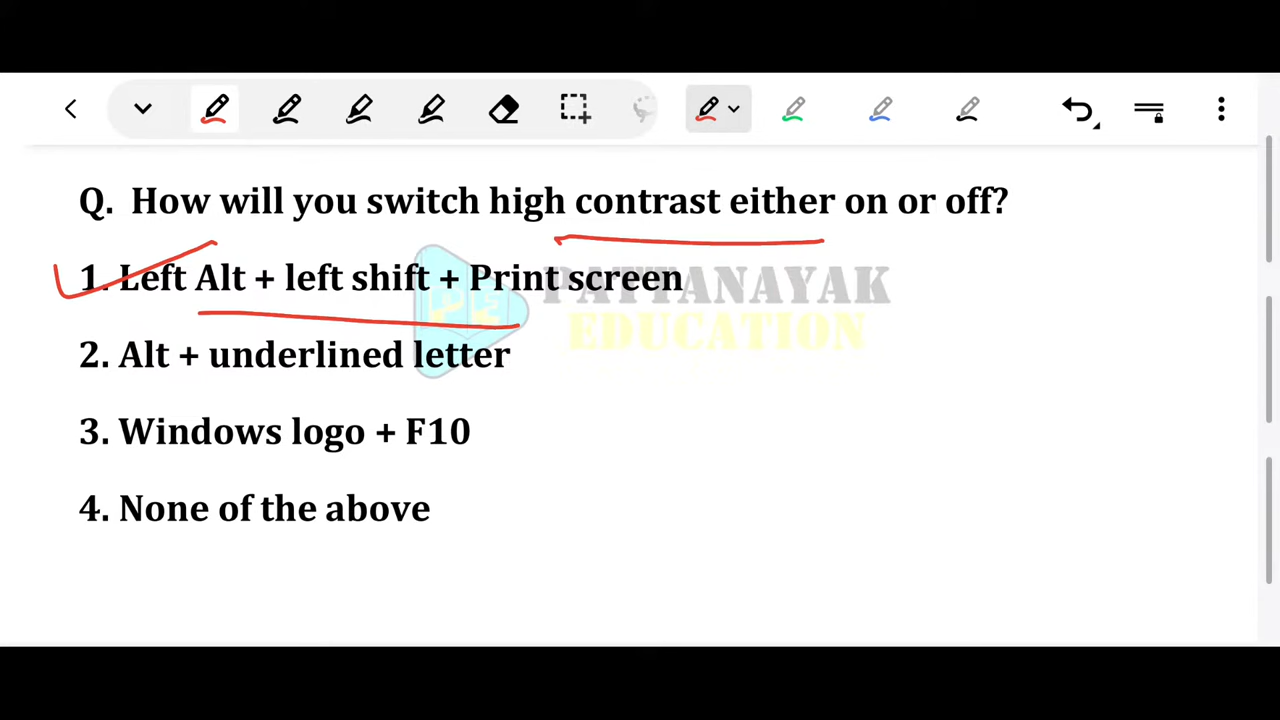 Q. How will you switch high contrast either on or off?
1. Left Alt + left shift + Print screen
PATTANAYAK
EDUCATION
2. Alt + underlined letter
3. Windows logo + F10
4. None of the above